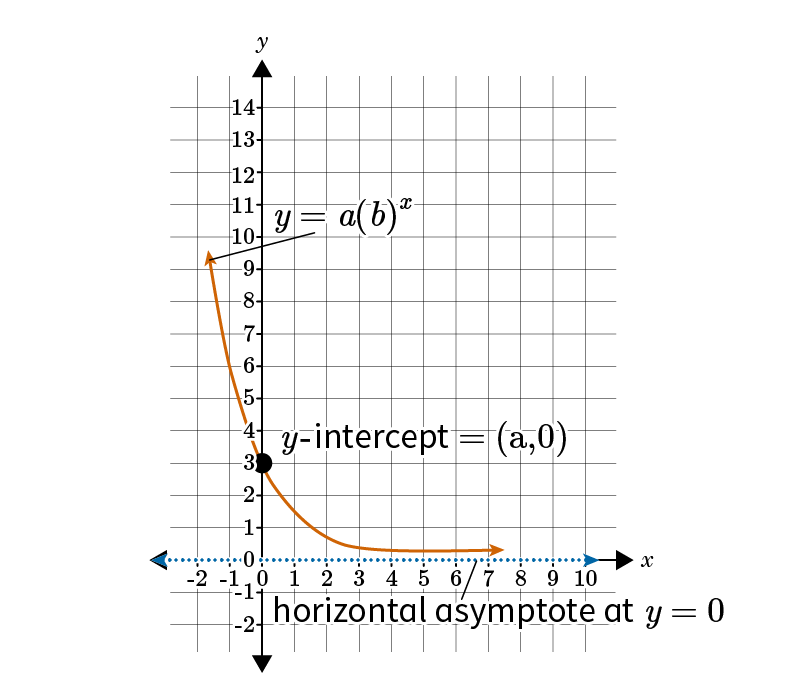 y
14
13
12
11
y = a(b)^x
10
9
8
7
6
5
4
y-intercept = (a,0)
3
2
1
0
x
-2 -1 0 1 2 3 4 5 6 7 8 9 10
-1
horizontal asymptote at y = 0
-2